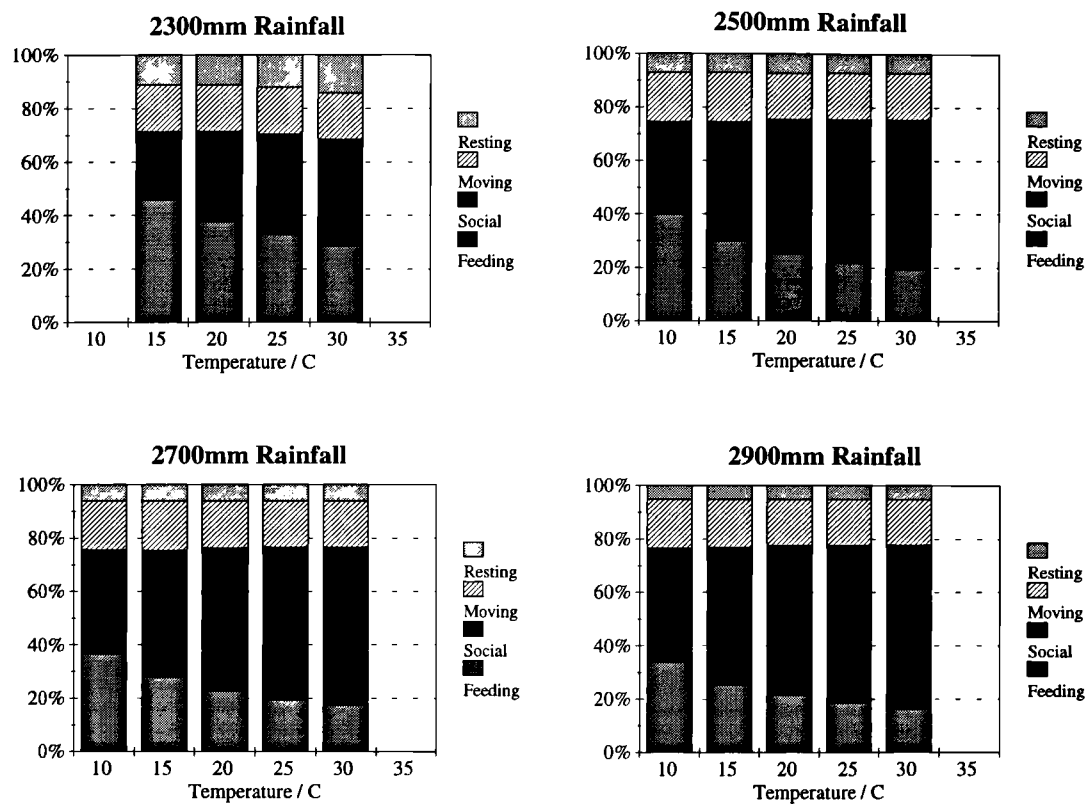 2300mm Rainfall
100%
80%
60%
40%
20%
0%
10 15 20 25 30 35
Temperature / C
Resting
Moving
Social
Feeding
2500mm Rainfall
100%
80%
60%
40%
20%
0%
10 15 20 25 30 35
Temperature / C
Resting
Moving
Social
Feeding
2700mm Rainfall
100%
80%
60%
40%
20%
0%
10 15 20 25 30 35
Temperature / C
Resting
Moving
Social
Feeding
2900mm Rainfall
100%
80%
60%
40%
20%
0%
10 15 20 25 30 35
Temperature / C
Resting
Moving
Social
Feeding